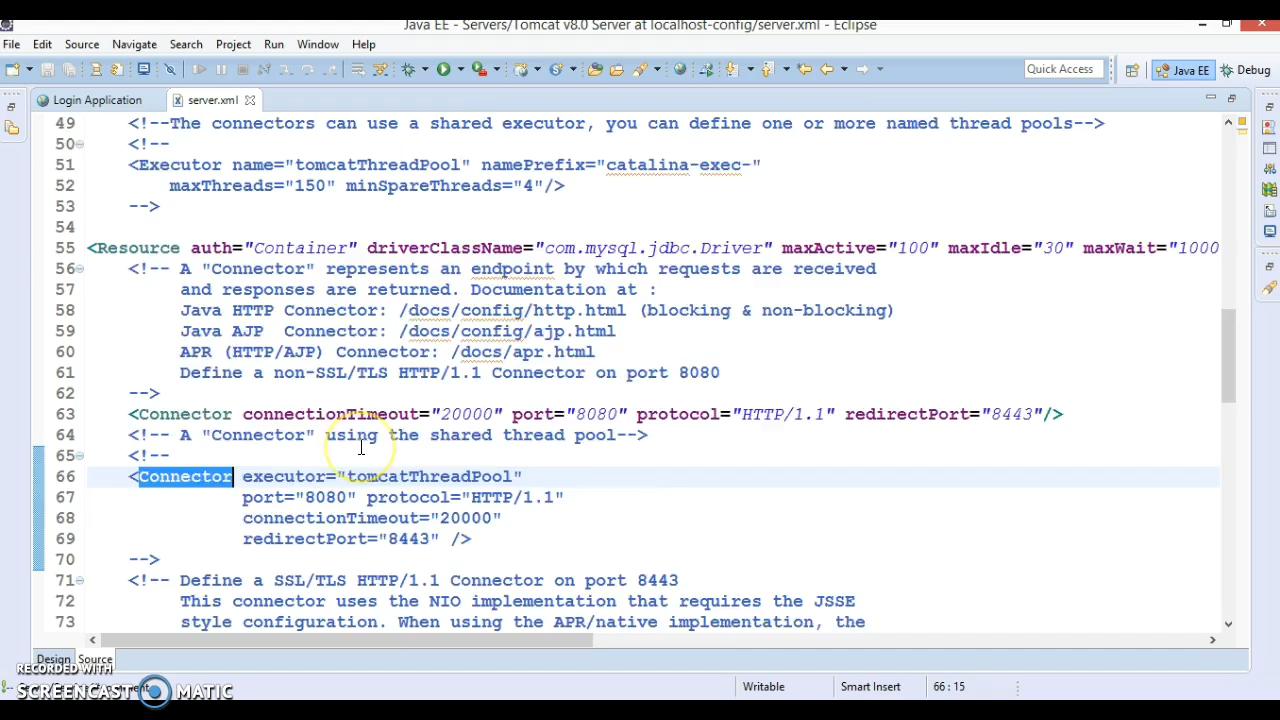 Java EE - Servers/Tomcat v8.0 Server at localhost-config/server.xml - Eclipse
File Edit Source Navigate Search Project Run Window Help
Quick Access Java EE Debug
Login Application server.xml
49 <!--The connectors can use a shared executor, you can define one or more named thread pools-->
50 <!--
51 <Executor name="tomcatThreadPool" namePrefix="catalina-exec-"
52 maxThreads="150" minSpareThreads="4"/>
53 -->
54
55 <Resource auth="Container" driverClassName="com.mysql.jdbc.Driver" maxActive="100" maxIdle="30" maxWait="1000
56 <!-- A "Connector" represents an endpoint by which requests are received
57 and responses are returned. Documentation at :
58 Java HTTP Connector: /docs/config/http.html (blocking & non-blocking)
59 Java AJP  Connector: /docs/config/ajp.html
60 APR (HTTP/AJP) Connector: /docs/apr.html
61 Define a non-SSL/TLS HTTP/1.1 Connector on port 8080
62 -->
63 <Connector connectionTimeout="20000" port="8080" protocol="HTTP/1.1" redirectPort="8443"/>
64 <!-- A "Connector" using the shared thread pool-->
65 <!--
66 <Connector executor="tomcatThreadPool"
67 port="8080" protocol="HTTP/1.1"
68 connectionTimeout="20000"
69 redirectPort="8443" />
70 -->
71 <!-- Define a SSL/TLS HTTP/1.1 Connector on port 8443
72 This connector uses the NIO implementation that requires the JSSE
73 style configuration. When using the APR/native implementation, the
Design Source
RECORDED WITH
SCREENCAST MATIC
Writable Smart Insert 66 : 15